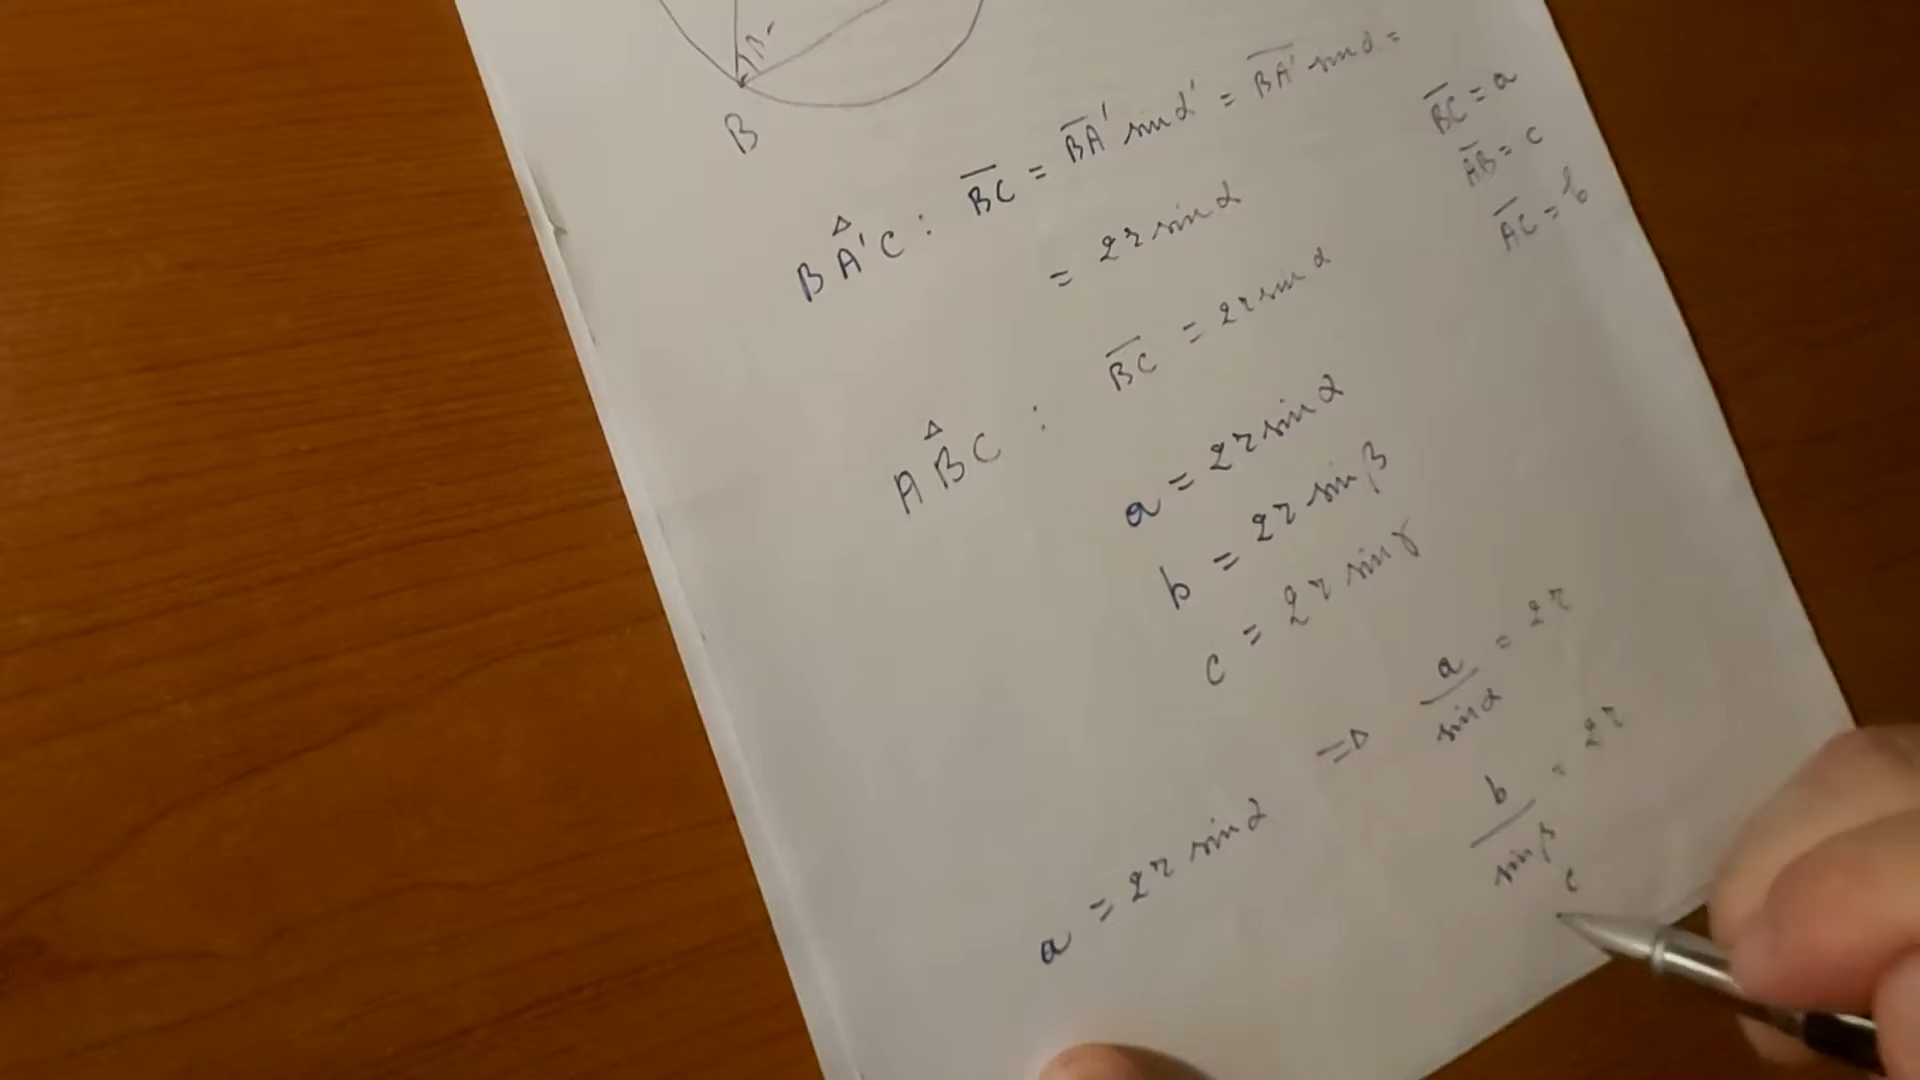 β'
B
BA'C : BC = BA' sin α' = BA' sin α =
= 2r sin α
BC = a
AB = c
AC = b
ABC : BC = 2r sin α
a = 2r sin α
b = 2r sin β
c = 2r sin γ
a = 2r sin α => a/sin α = 2r
b/sin β = 2r
c